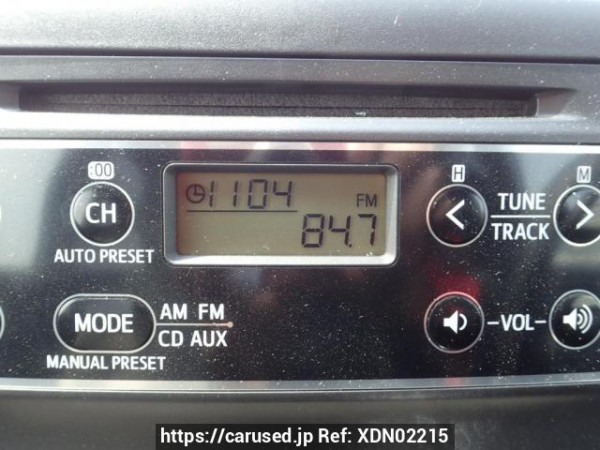 :00
CH
AUTO PRESET
1104
FM
84.7
H
M
<
>
TUNE
TRACK
MODE
AM FM
CD AUX
MANUAL PRESET
-VOL-
https://carused.jp Ref: XDN02215